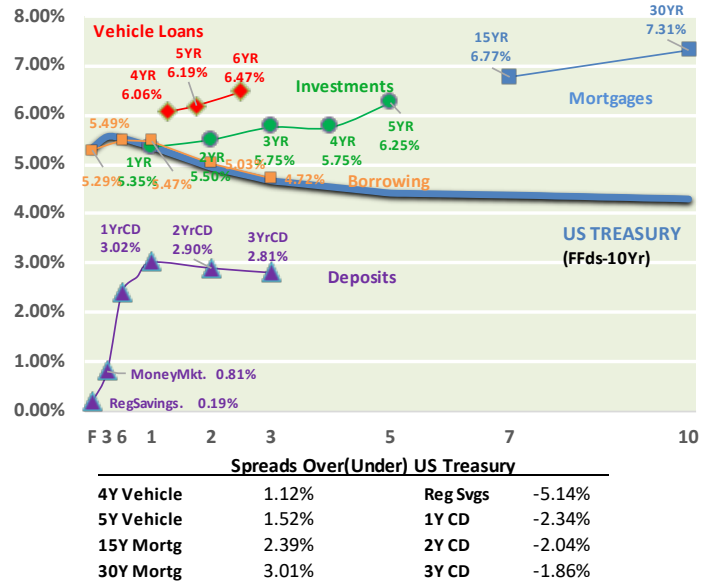 8.00%
7.00%
6.00%
5.00%
4.00%
3.00%
2.00%
1.00%
0.00%
Vehicle Loans
4YR
6.06%
5YR
6.19%
6YR
6.47%
Investments
15YR
6.77%
30YR
7.31%
Mortgages
5.49%
5.29%
1YR
5.35%
5.47%
2YR
5.50%
5.03%
3YR
5.75%
4.72%
4YR
5.75%
5YR
6.25%
Borrowing
US TREASURY
(FFds-10Yr)
1YrCD
3.02%
2YrCD
2.90%
3YrCD
2.81%
Deposits
MoneyMkt. 0.81%
RegSavings. 0.19%
F 3 6 1 2 3 5 7 10
Spreads Over(Under) US Treasury
4Y Vehicle 1.12% Reg Svgs -5.14%
5Y Vehicle 1.52% 1Y CD -2.34%
15Y Mortg 2.39% 2Y CD -2.04%
30Y Mortg 3.01% 3Y CD -1.86%